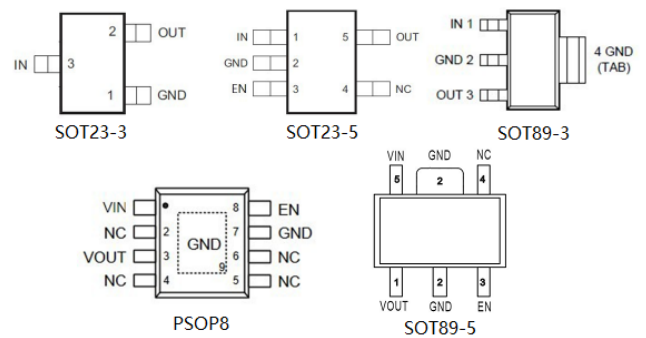 2 OUT
IN 3
1 GND
SOT23-3
IN 1 5 OUT
GND 2
EN 3 4 NC
SOT23-5
IN 1
GND 2
4 GND
(TAB)
OUT 3
SOT89-3
VIN 8 EN
NC 2 7 GND
GND
VOUT 3 6 NC
9
NC 4 5 NC
PSOP8
VIN GND NC
5 2 4
1 2 3
VOUT GND EN
SOT89-5